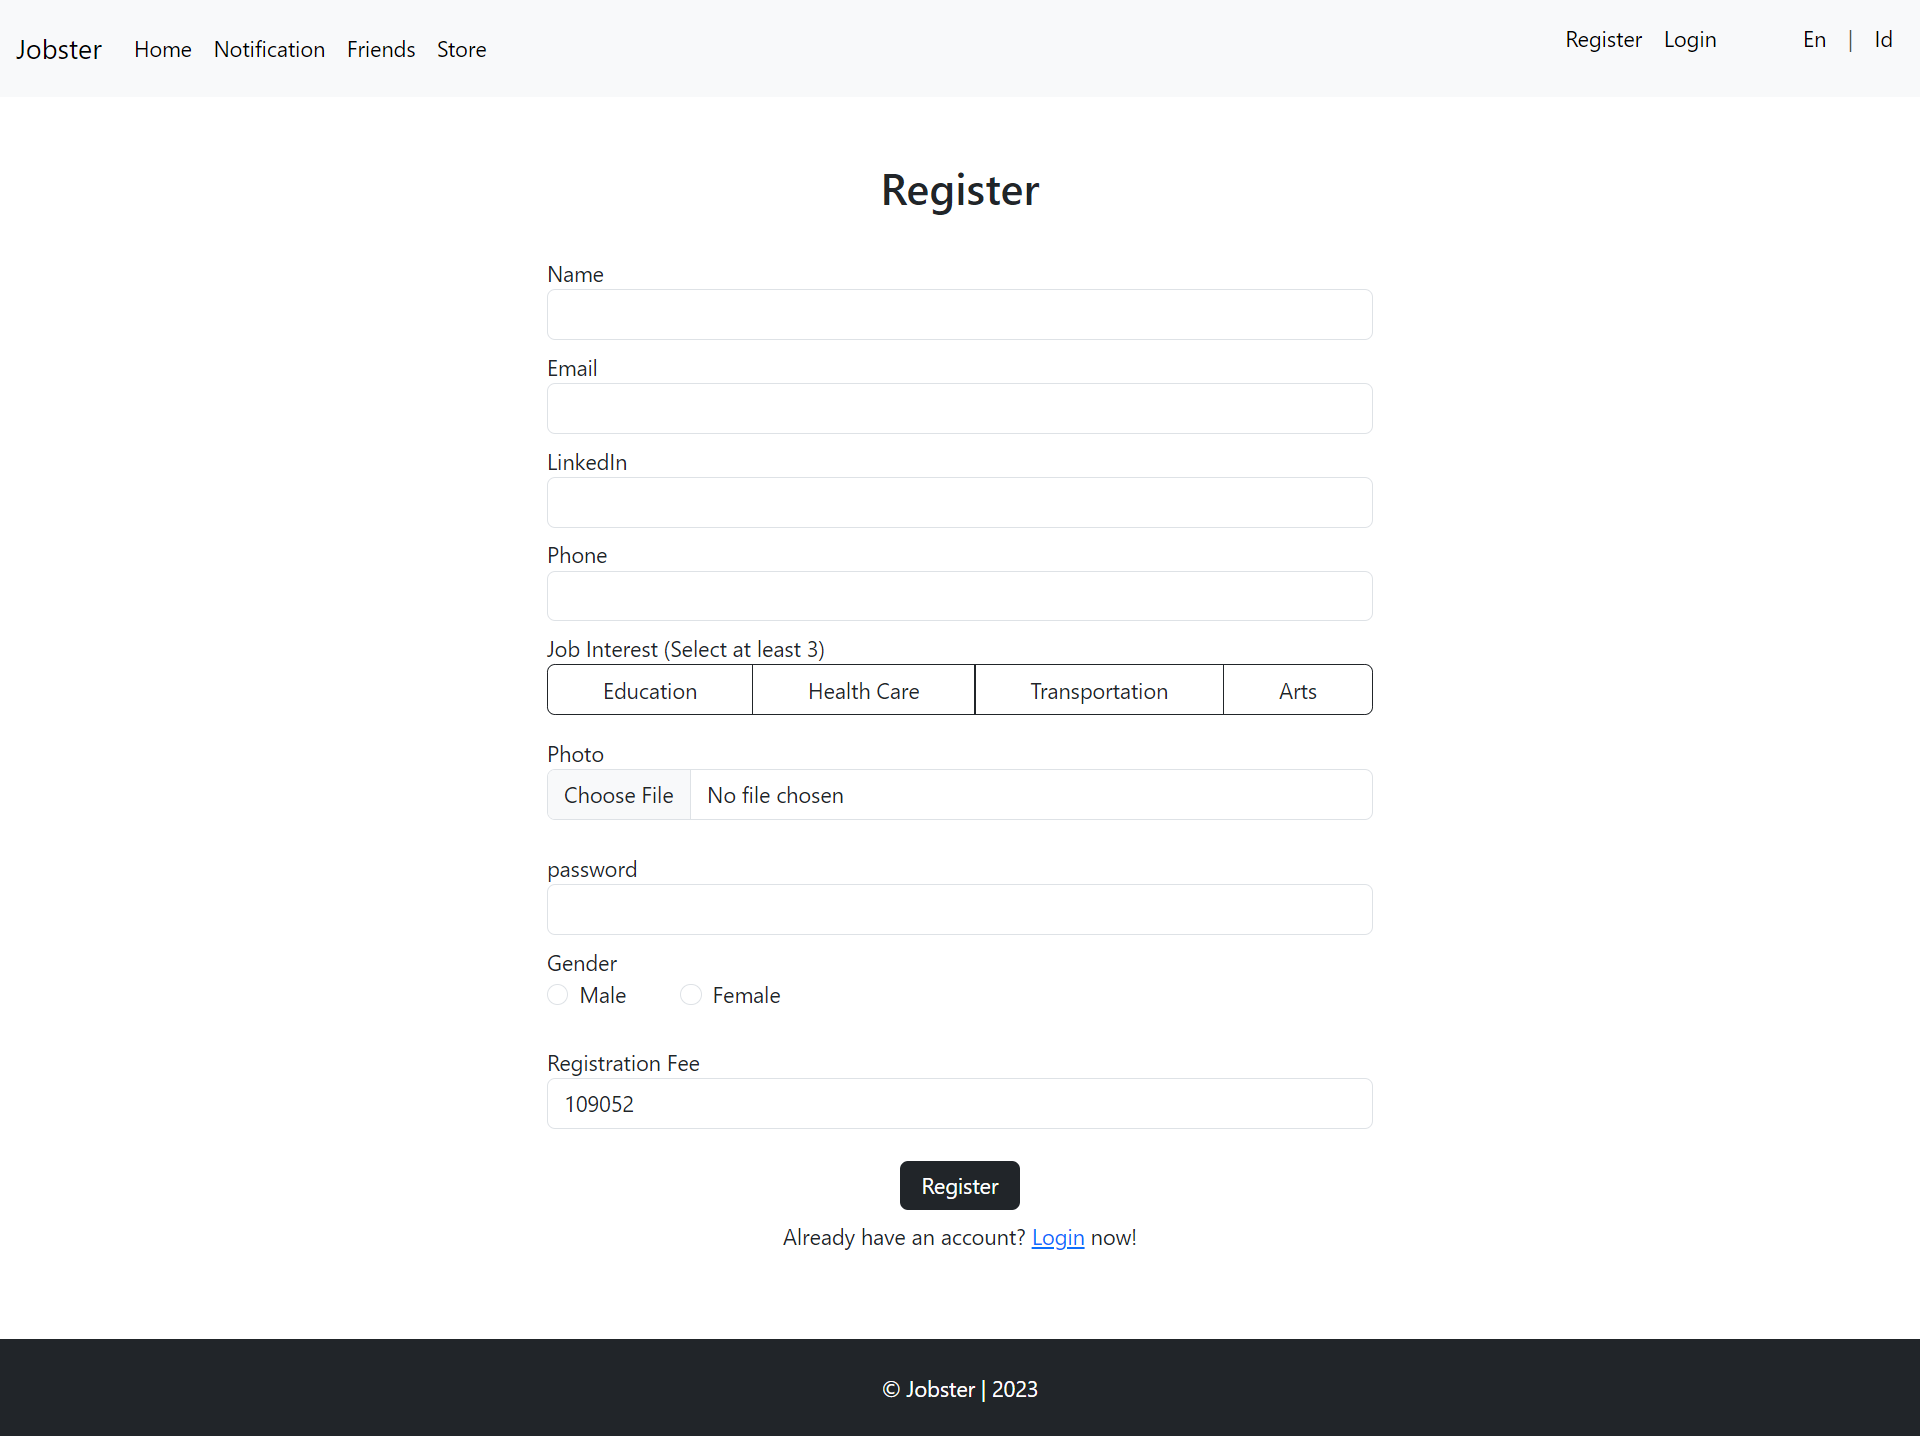 Jobster Home Notification Friends Store Register Login En | Id
Register
Name
Email
LinkedIn
Phone
Job Interest (Select at least 3)
Education Health Care Transportation Arts
Photo
Choose File No file chosen
password
Gender
Male Female
Registration Fee
109052
Register
Already have an account? Login now!
© Jobster | 2023